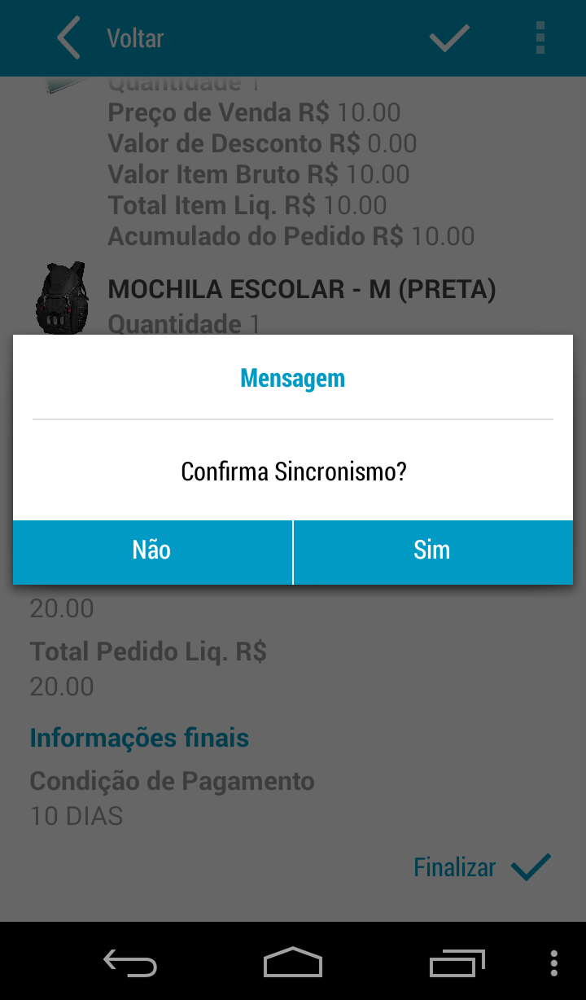 Voltar
Quantidade 1
Preço de Venda R$ 10.00
Valor de Desconto R$ 0.00
Valor Item Bruto R$ 10.00
Total Item Liq. R$ 10.00
Acumulado do Pedido R$ 10.00
MOCHILA ESCOLAR - M (PRETA)
Quantidade 1
Mensagem
Confirma Sincronismo?
Não
Sim
20.00
Total Pedido Liq. R$
20.00
Informações finais
Condição de Pagamento
10 DIAS
Finalizar